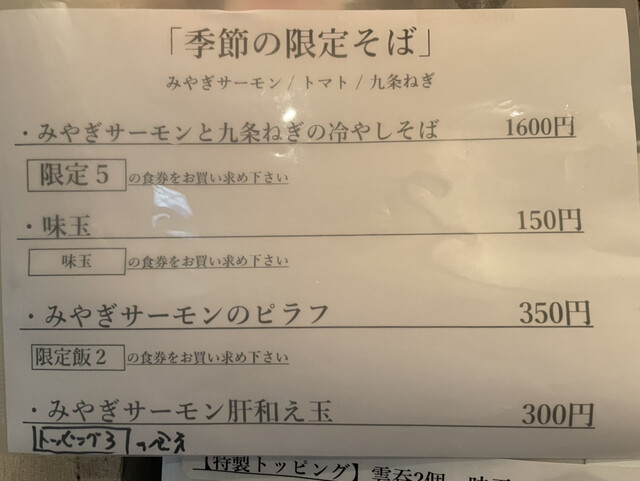 「季節の限定そば」
みやぎサーモン/トマト/九条ねぎ
・みやぎサーモンと九条ねぎの冷やしそば 1600円
限定5 の食券をお買い求め下さい
・味玉 150円
味玉 の食券をお買い求め下さい
・みやぎサーモンのピラフ 350円
限定飯2 の食券をお買い求め下さい
・みやぎサーモン肝和え玉 300円
トッピング3 の食券
【特製トッピング】雲呑2個